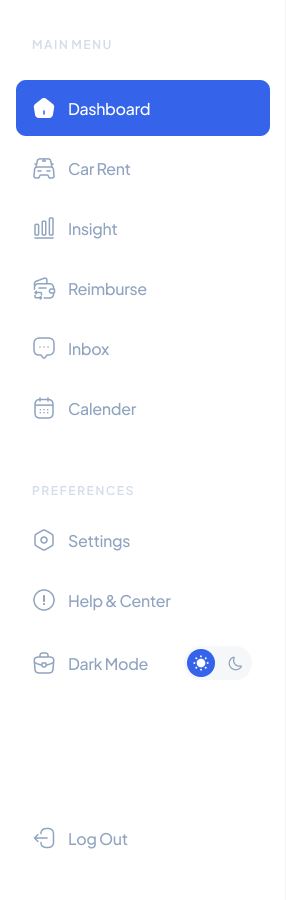 MAIN MENU
Dashboard
Car Rent
Insight
Reimburse
Inbox
Calender
PREFERENCES
Settings
Help & Center
Dark Mode
Log Out